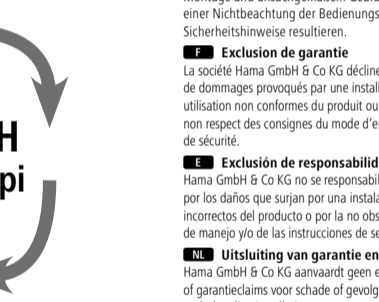 H
pi
einer Nichtbeachtung der Bedienungs
Sicherheitshinweise resultieren.
F Exclusion de garantie
La société Hama GmbH & Co KG décline
de dommages provoqués par une install
utilisation non conformes du produit ou
non respect des consignes du mode d'e
de sécurité.
E Exclusión de responsabilid
Hama GmbH & Co KG no se responsabil
por los daños que surjan por una instala
incorrectos del producto o por la no obs
de manejo y/o de las instrucciones de se
NL Uitsluiting van garantie en
Hama GmbH & Co KG aanvaardt geen e
of garantieclaims voor schade of gevolg